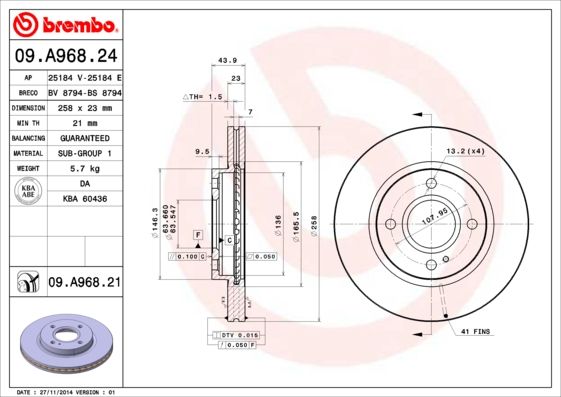 brembo
09.A968.24
AP 25184 V-25184 E
BRECO BV 8794-BS 8794
DIMENSION 258 x 23 mm
MIN TH 21 mm
BALANCING GUARANTEED
MATERIAL SUB-GROUP 1
WEIGHT 5.7 kg
KBA ABE
DA
KBA 60436
09.A968.21
DATE : 27/11/2014 VERSION : 01
43.9
23
△TH= 1.5
7
9.5
∅146.3
∅63.660
∅63.547
F
C
∅136
∅165.5
∅258
// 0.100 C
0.050
DTV 0.015
0.050 F
13.2 (x4)
107.95
41 FINS